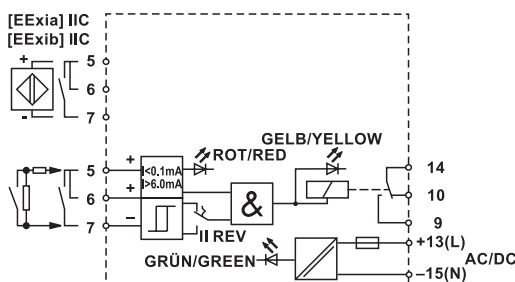 [EExia] IIC
[EExib] IIC
+
5
6
-
7
GELB/YELLOW
5
+
I<0.1mA
ROT/RED
14
+
I>6.0mA
6
&
10
7
–
II REV
9
+13(L)
GRÜN/GREEN
AC/DC
–15(N)